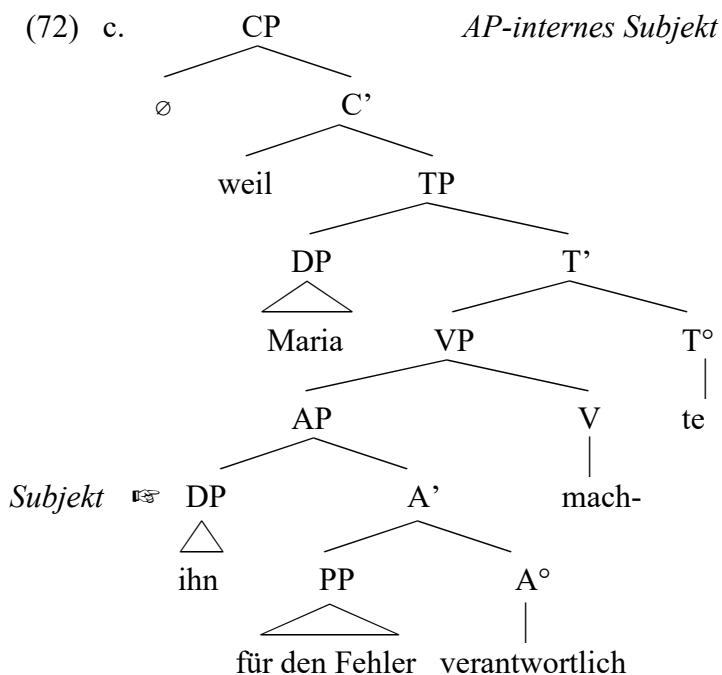 (72) c. CP AP-internes Subjekt
∅ C’
weil TP
DP T’
Maria VP T°
AP V te
Subjekt ☞ DP A’ mach-
ihn PP A°
für den Fehler verantwortlich